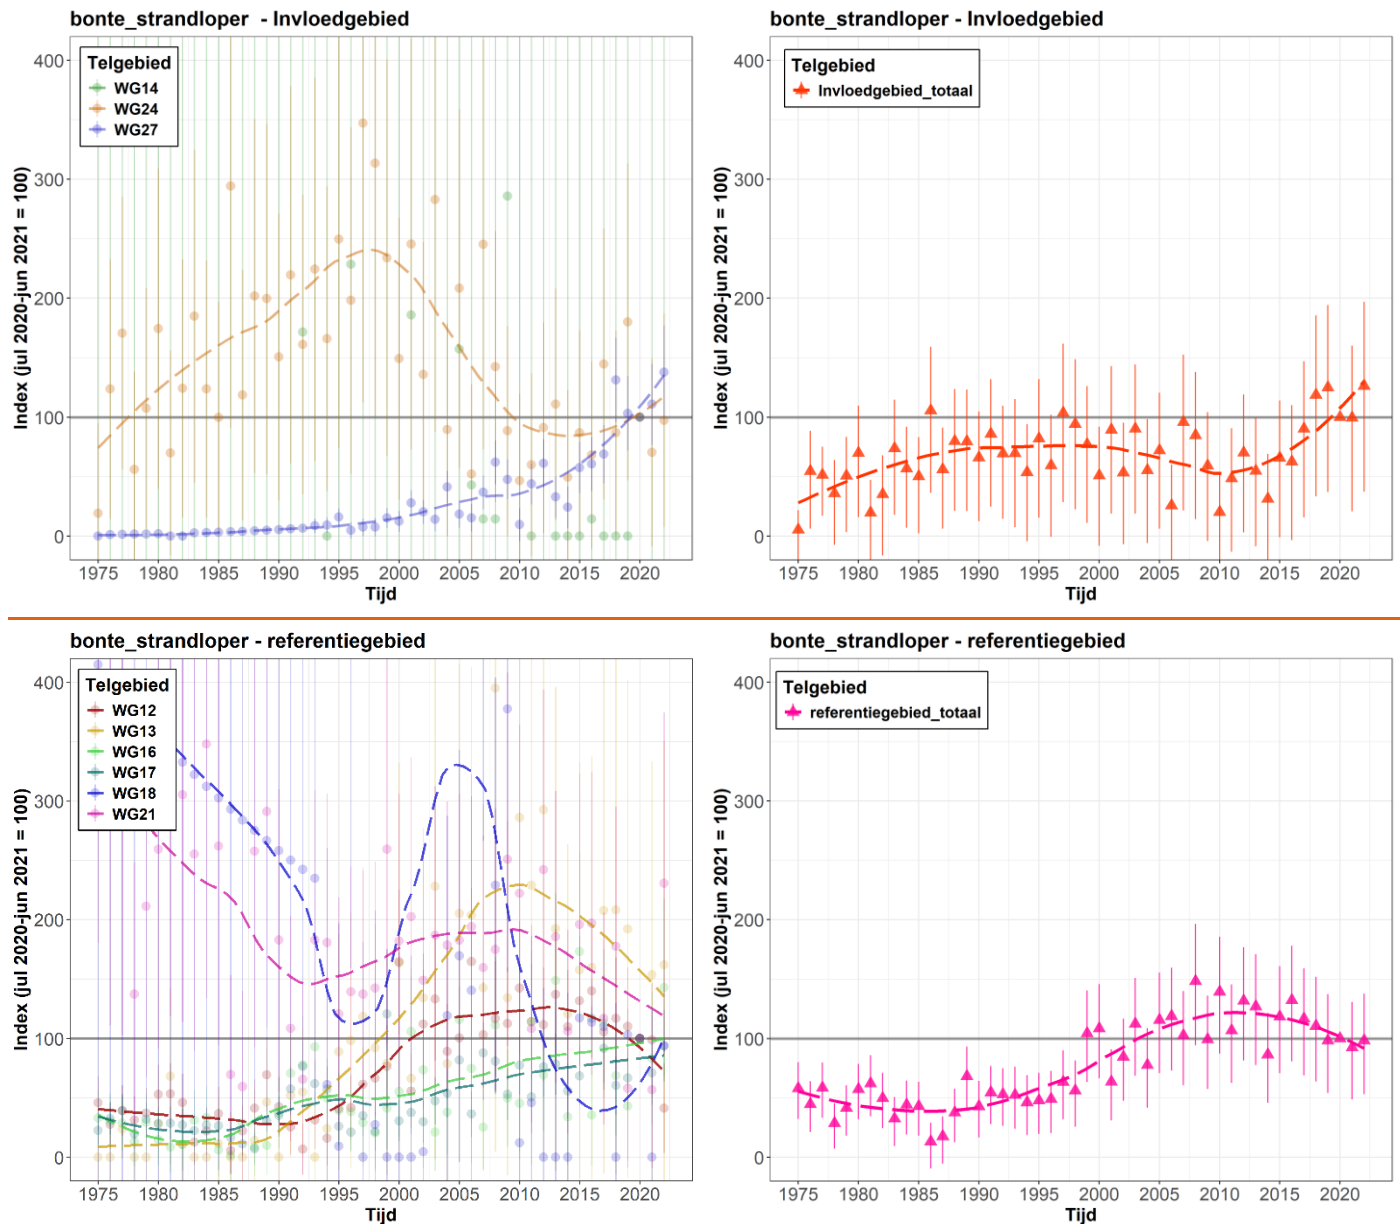 bonte_strandloper - Invloedgebied
Index (jul 2020-jun 2021 = 100)
400
300
200
100
0
Telgebied
WG14
WG24
WG27
1975 1980 1985 1990 1995 2000 2005 2010 2015 2020
Tijd
bonte_strandloper - Invloedgebied
Index (jul 2020-jun 2021 = 100)
400
300
200
100
0
Telgebied
Invloedgebied_totaal
1975 1980 1985 1990 1995 2000 2005 2010 2015 2020
Tijd
bonte_strandloper - referentiegebied
Index (jul 2020-jun 2021 = 100)
400
300
200
100
0
Telgebied
WG12
WG13
WG16
WG17
WG18
WG21
1975 1980 1985 1990 1995 2000 2005 2010 2015 2020
Tijd
bonte_strandloper - referentiegebied
Index (jul 2020-jun 2021 = 100)
400
300
200
100
0
Telgebied
referentiegebied_totaal
1975 1980 1985 1990 1995 2000 2005 2010 2015 2020
Tijd